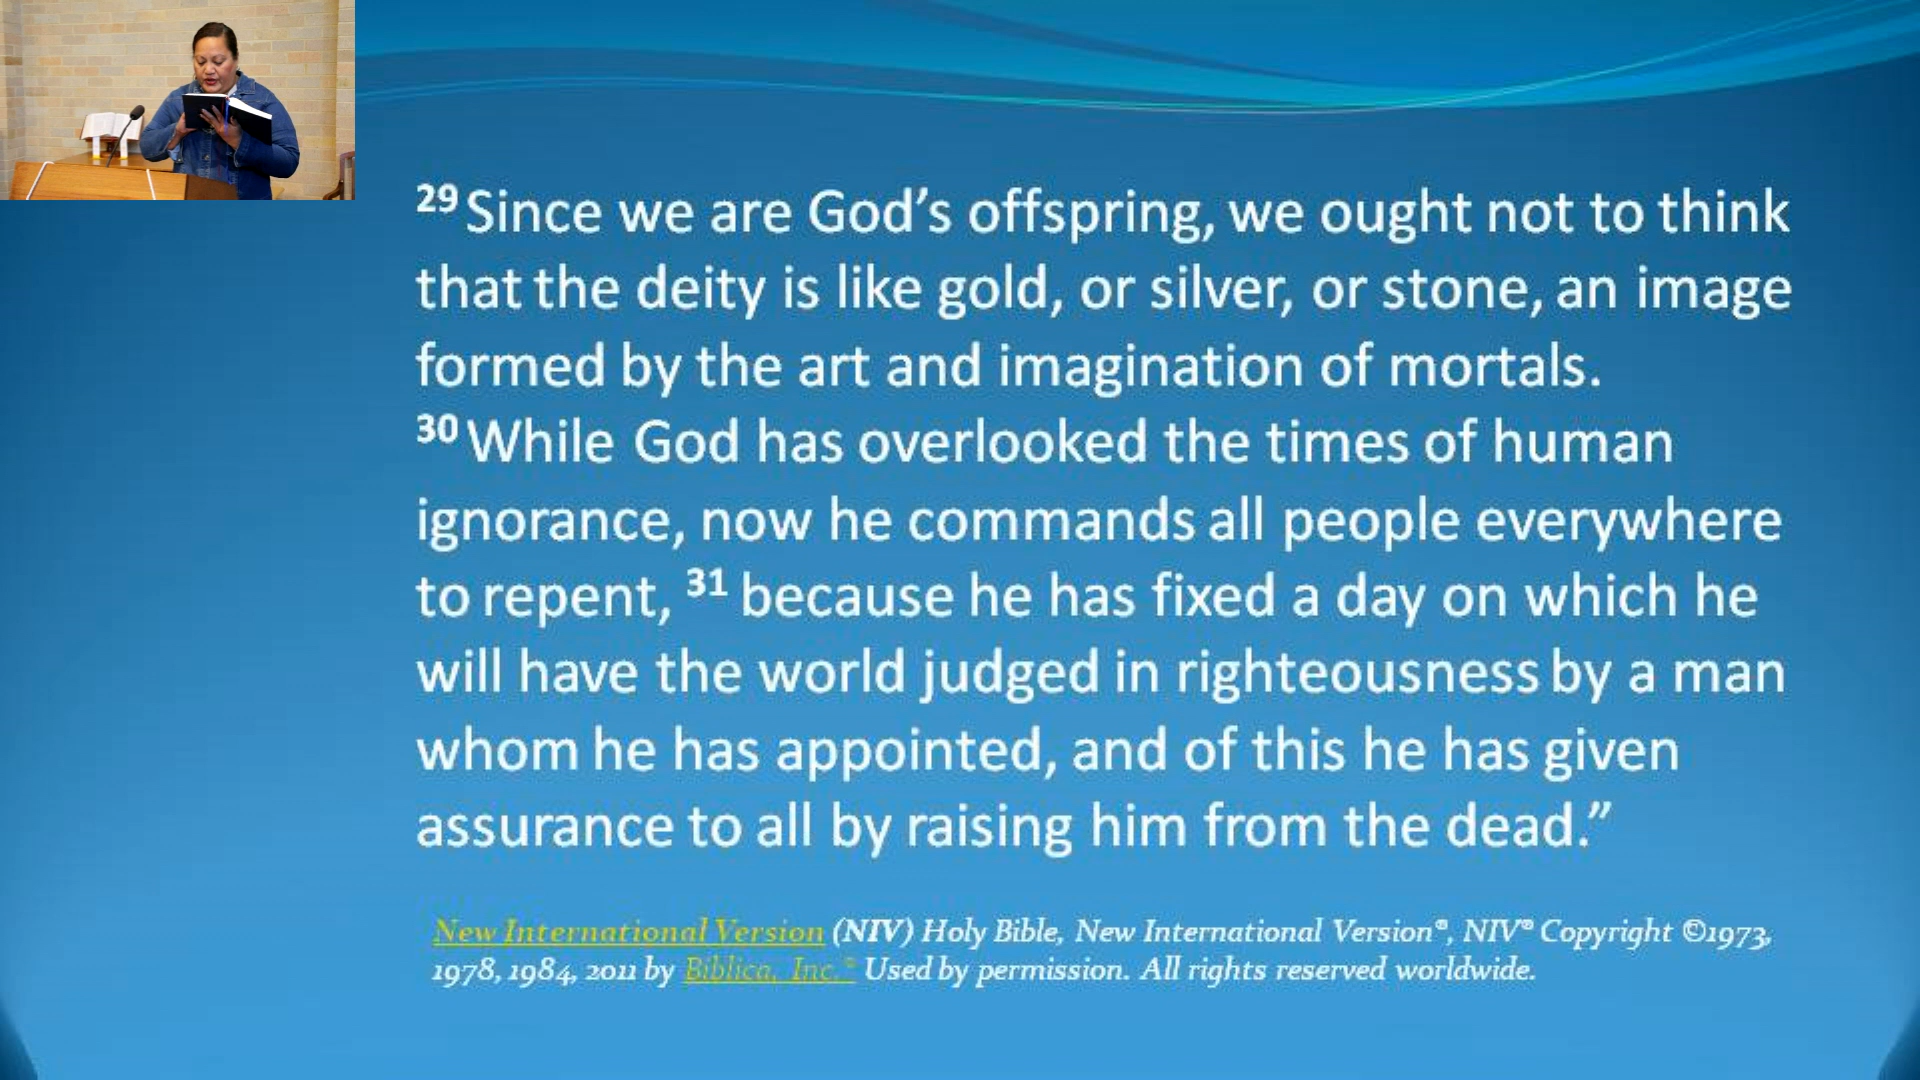 29 Since we are God’s offspring, we ought not to think
that the deity is like gold, or silver, or stone, an image
formed by the art and imagination of mortals.
30 While God has overlooked the times of human
ignorance, now he commands all people everywhere
to repent, 31 because he has fixed a day on which he
will have the world judged in righteousness by a man
whom he has appointed, and of this he has given
assurance to all by raising him from the dead.”
New International Version (NIV) Holy Bible, New International Version®, NIV® Copyright ©1973,
1978, 1984, 2011 by Biblica, Inc.® Used by permission. All rights reserved worldwide.